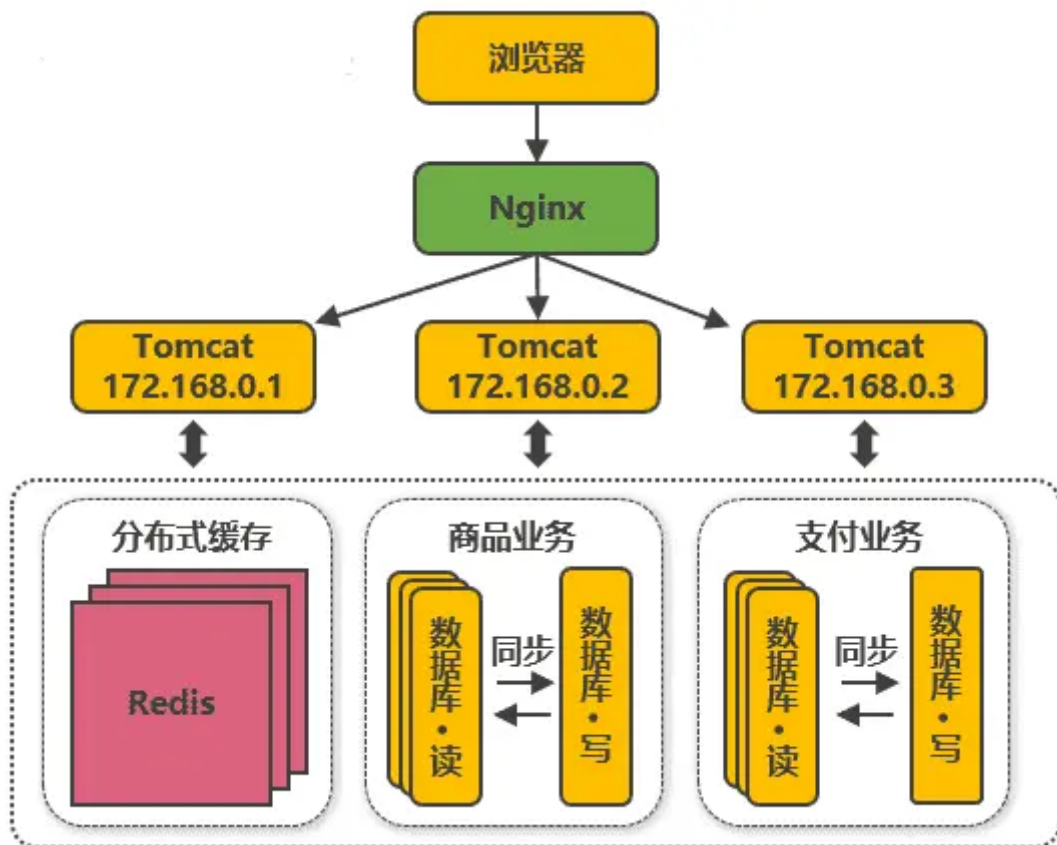 浏览器
Nginx
Tomcat
172.168.0.1
Tomcat
172.168.0.2
Tomcat
172.168.0.3
分布式缓存
Redis
商品业务
数据库·读
同步
数据库·写
支付业务
数据库·读
同步
数据库·写